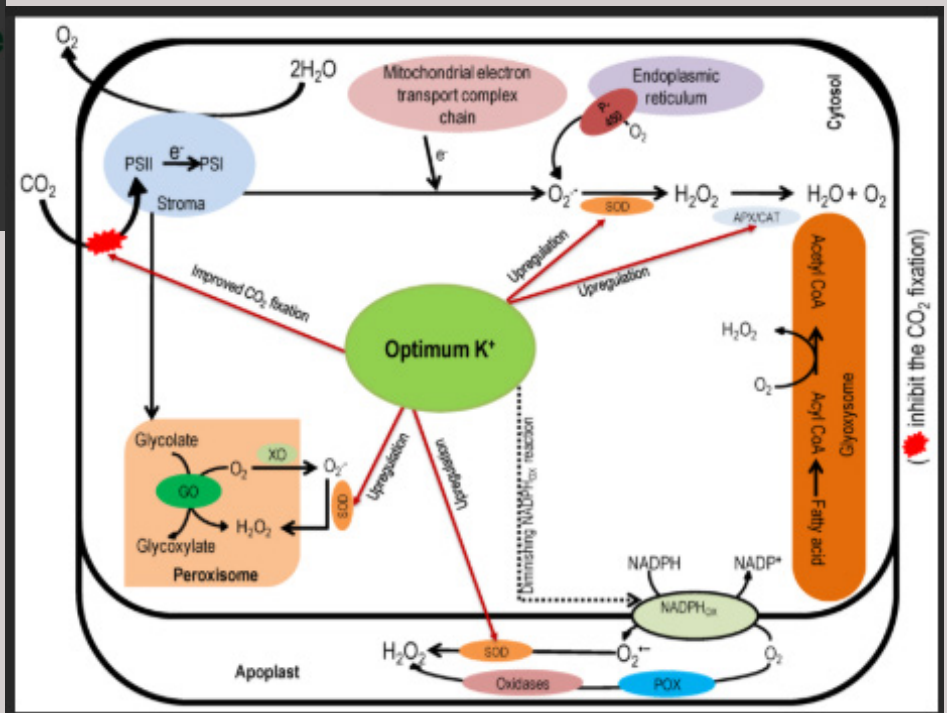 O₂
2H₂O
Mitochondrial electron
transport complex
chain
Endoplasmic
reticulum
P-
450
O₂
Cytosol
CO₂
PSII e⁻ PSI
Stroma
e⁻
O₂·⁻
SOD
H₂O₂
APX/CAT
H₂O + O₂
Improved CO₂ fixation
Upregulation
Upregulation
Optimum K⁺
Acetyl CoA
Acyl CoA
Fatty acid
Glyoxysome
H₂O₂
O₂
( inhibit the CO₂ fixation)
Glycolate
GO
O₂
XO
O₂·⁻
SOD
H₂O₂
Glycoxylate
Peroxisome
Upregulation
Upregulation
Diminishing NADPHOX reaction
NADPH
NADP⁺
NADPHOX
Apoplast
H₂O₂
SOD
O₂·⁻
O₂
Oxidases
POX